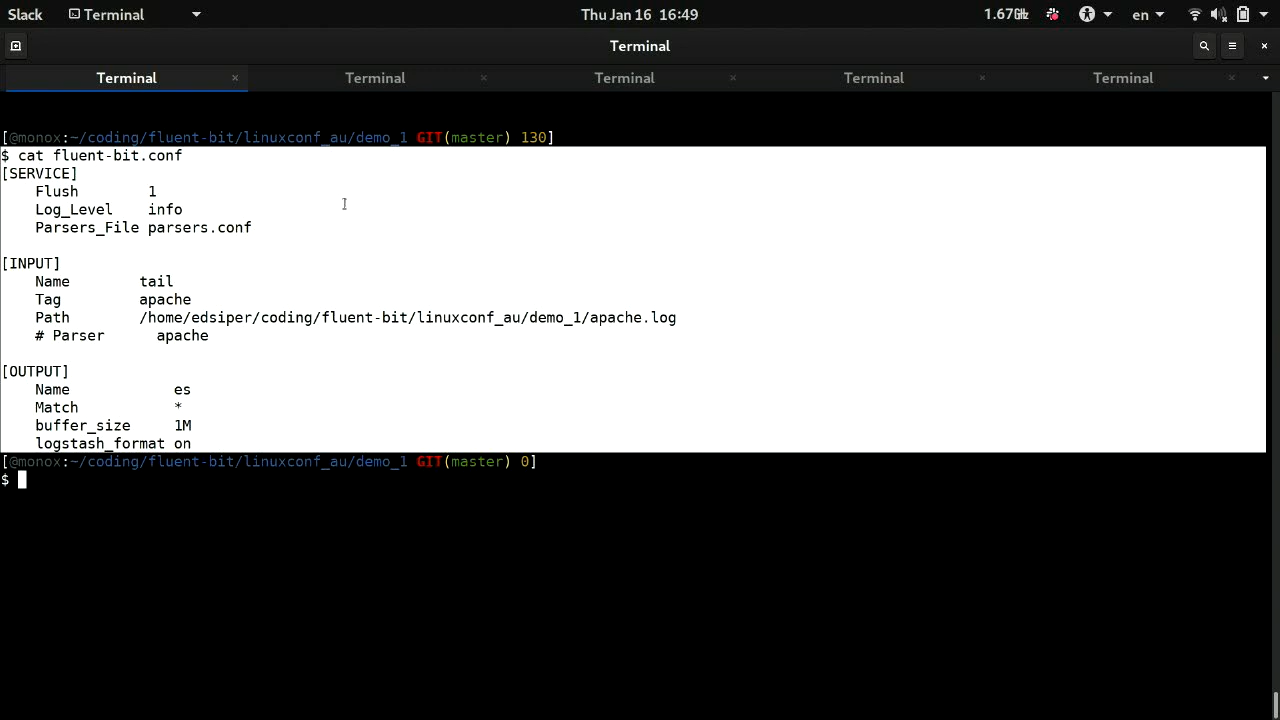 Slack Terminal Thu Jan 16 16:49 1.67GHz en
Terminal
Terminal × Terminal × Terminal × Terminal × Terminal ×
[@monox:~/coding/fluent-bit/linuxconf_au/demo_1 GIT(master) 130]
$ cat fluent-bit.conf
[SERVICE]
    Flush        1
    Log_Level    info
    Parsers_File parsers.conf

[INPUT]
    Name        tail
    Tag         apache
    Path        /home/edsiper/coding/fluent-bit/linuxconf_au/demo_1/apache.log
    # Parser      apache

[OUTPUT]
    Name            es
    Match           *
    buffer_size     1M
    logstash_format on
[@monox:~/coding/fluent-bit/linuxconf_au/demo_1 GIT(master) 0]
$